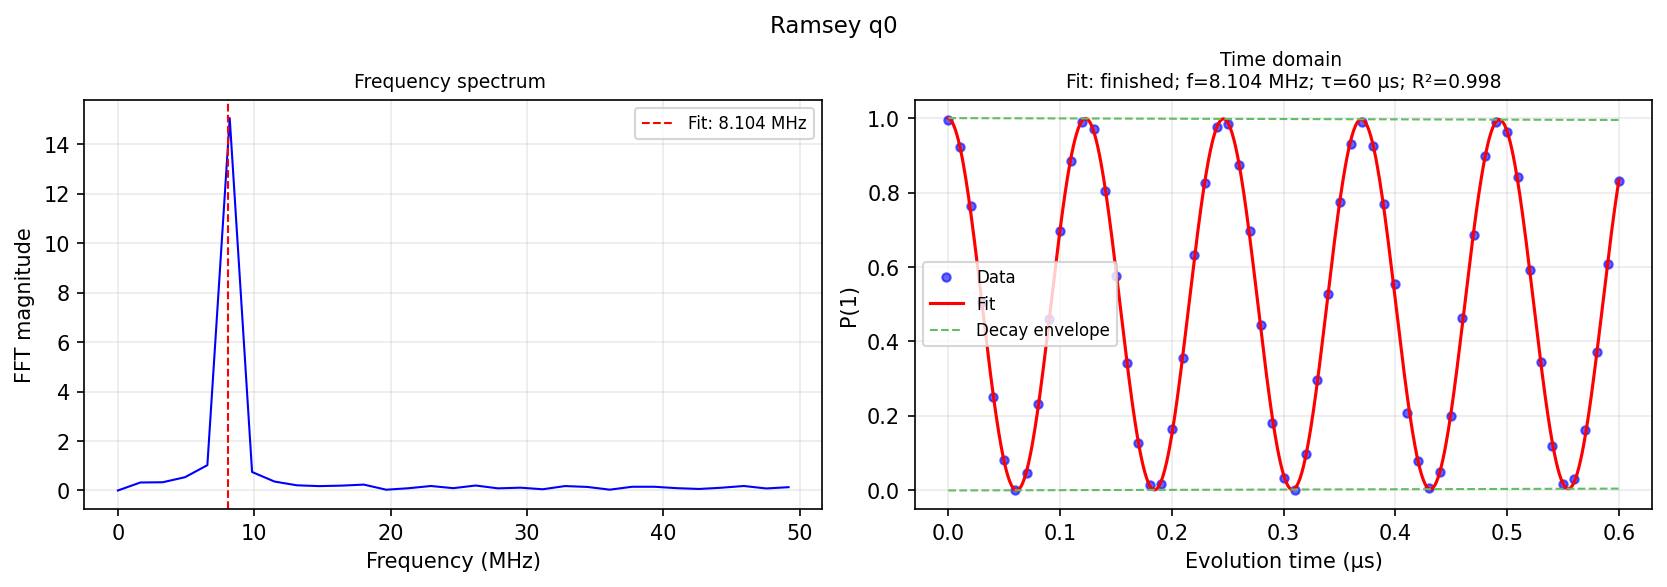 Ramsey q0
Frequency spectrum
Fit: 8.104 MHz
FFT magnitude
14
12
10
8
6
4
2
0
0
10
20
30
40
50
Frequency (MHz)
Time domain
Fit: finished; f=8.104 MHz; τ=60 μs; R²=0.998
P(1)
1.0
0.8
0.6
0.4
0.2
0.0
Data
Fit
Decay envelope
0.0
0.1
0.2
0.3
0.4
0.5
0.6
Evolution time (μs)